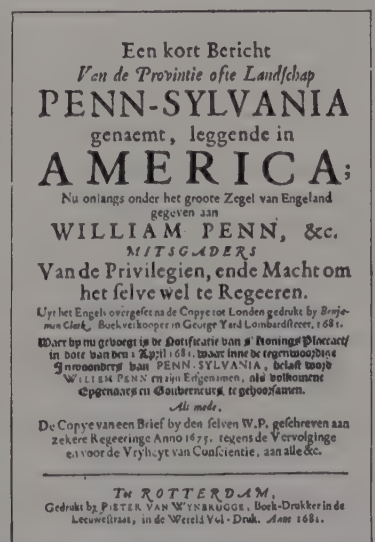 Een kort Bericht
Van de Provintie ofte Landſchap
PENN-SYLVANIA
genaemt, leggende in
AMERICA;
Nu onlangs onder het groote Zegel van Engeland
gegeven aan
WILLIAM PENN, &c.
MITSGADERS
Van de Privilegien, ende Macht om
het ſelve wel te Regeeren.
Uyt het Engels overgeſet na de Copye tot Londen gedrukt by Benja-
min Clark, Boekverkooper in George Yard Lombardſtreet, 1681.
Waer by nu gevoegt is de Notificatie van s' Konings Placcaet
in date van den 2 April 1681. waar inne de tegenwoordige
Inwoonders van PENN-SYLVANIA, belaſt word
WILLEM PENN en zijn Erfgenamen, als volkomene
Eygenaars en Gouverneurs, te gehoorſamen.
Als mede,
De Copye van een Brief by den ſelven W.P. geſchreven aan
zekere Regeeringe Anno 1675. tegens de Vervolginge
en voor de Vryheyt van Conſcientie, aan alle &c.
TE ROTTERDAM,
Gedrukt by PIETER VAN WYNBRUGGE, Boek-Drukker in de
Leeuweſtraat, in de Wereld Vol-Druk. Anno 1681.